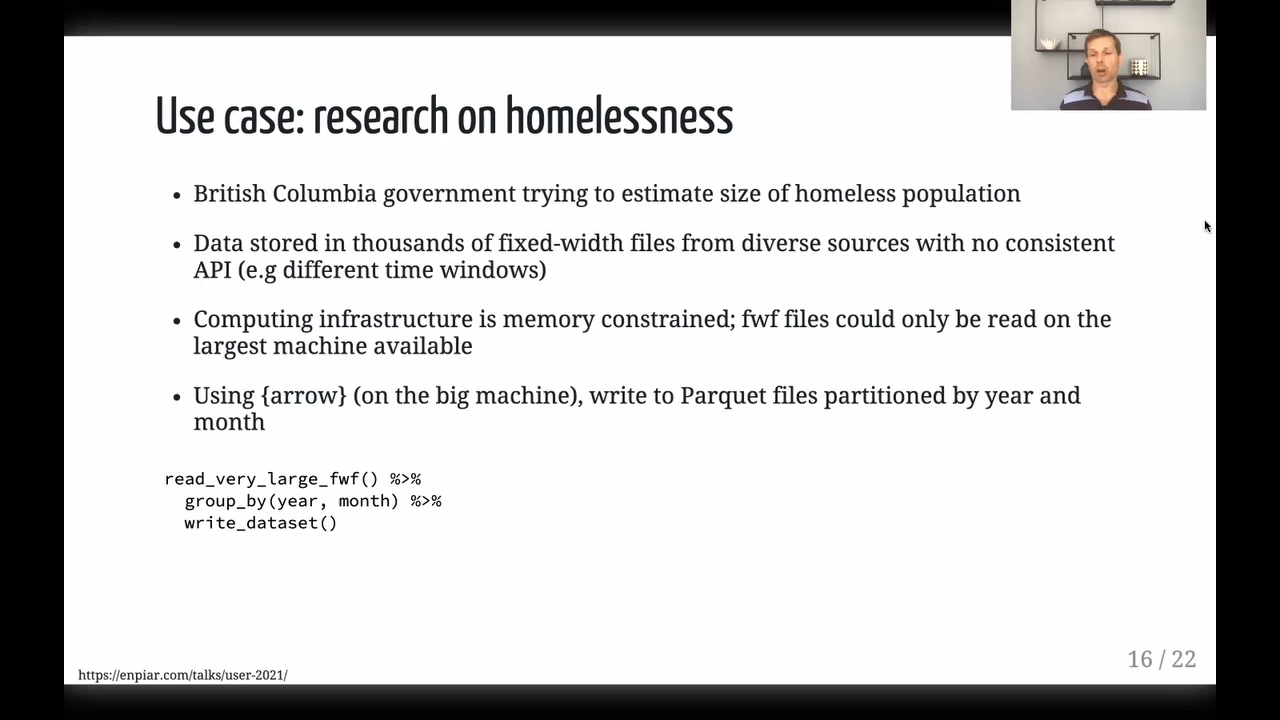 Use case: research on homelessness
• British Columbia government trying to estimate size of homeless population
• Data stored in thousands of fixed-width files from diverse sources with no consistent
API (e.g different time windows)
• Computing infrastructure is memory constrained; fwf files could only be read on the
largest machine available
• Using {arrow} (on the big machine), write to Parquet files partitioned by year and
month
read_very_large_fwf() %>%
  group_by(year, month) %>%
  write_dataset()
16 / 22
https://enpiar.com/talks/user-2021/